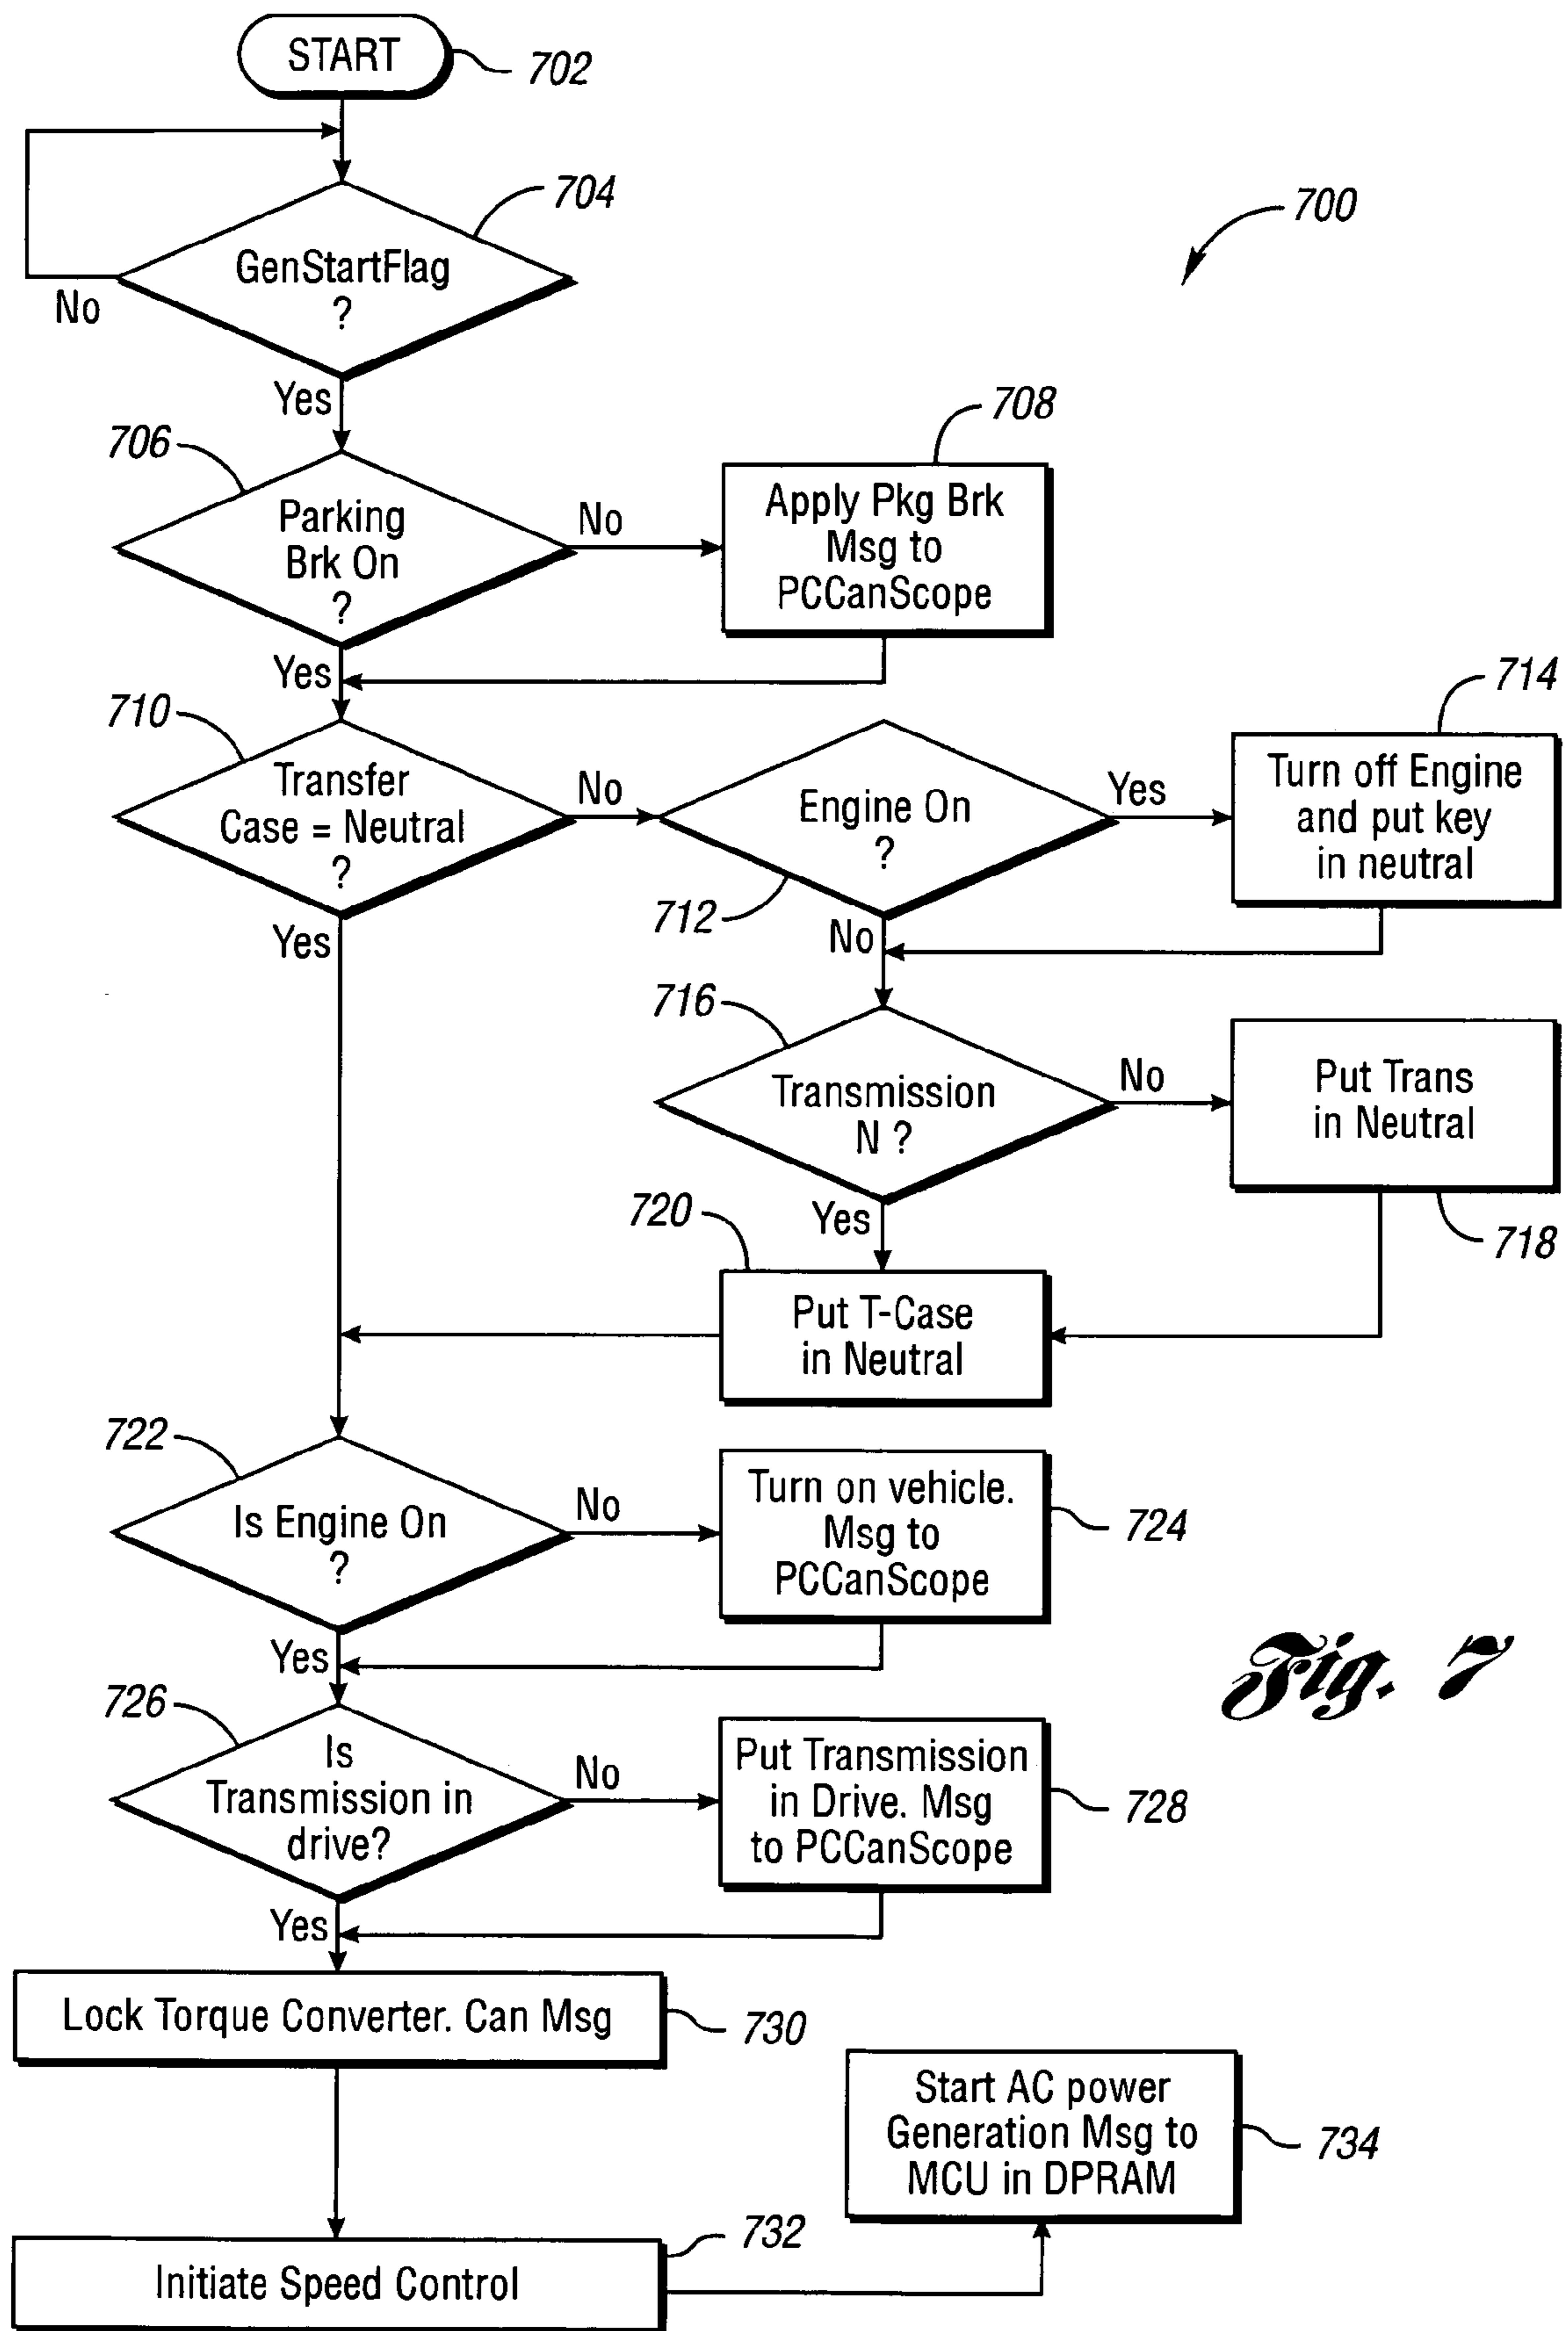 START
702
704
700
GenStartFlag
?
No
Yes
706
708
Parking
Brk On
?
No
Apply Pkg Brk
Msg to
PCCanScope
Yes
710
714
Transfer
Case = Neutral
?
No
Engine On
?
Yes
Turn off Engine
and put key
in neutral
712
Yes
No
716
Transmission
N ?
No
Put Trans
in Neutral
718
Yes
720
Put T-Case
in Neutral
722
Is Engine On
?
No
Turn on vehicle.
Msg to
PCCanScope
724
Yes
Fig. 7
726
Is
Transmission in
drive?
No
Put Transmission
in Drive. Msg
to PCCanScope
728
Yes
Lock Torque Converter. Can Msg
730
Start AC power
Generation Msg to
MCU in DPRAM
734
732
Initiate Speed Control